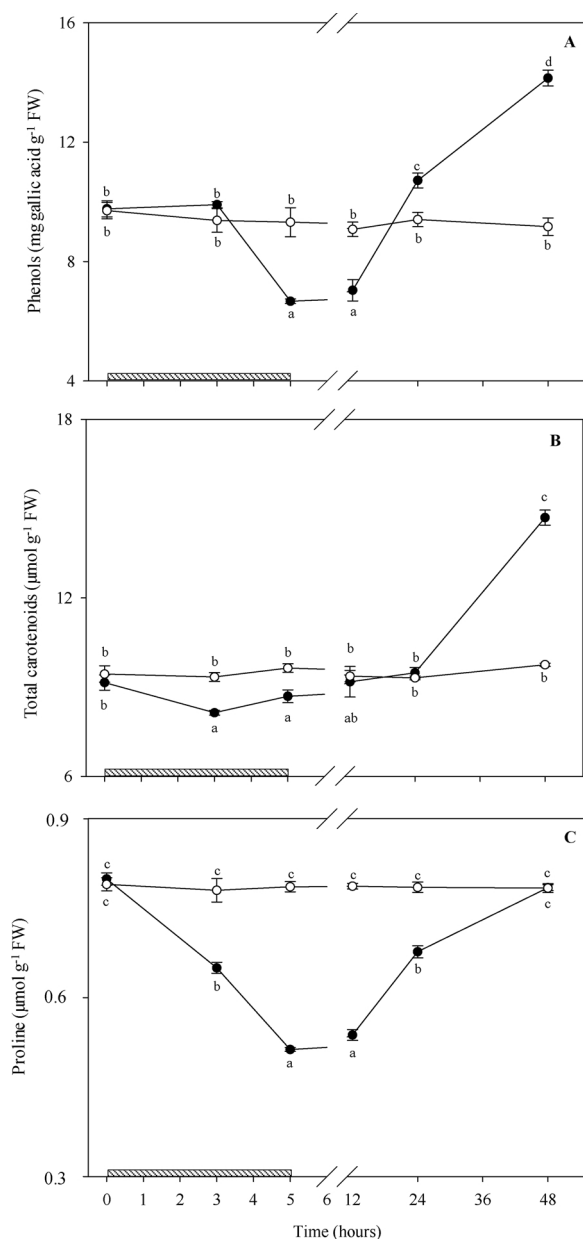 16
A
d
12
c
b b b b
b b b b
8
a a
4
Phenols (mg gallic acid g⁻¹ FW)
18
B
c
12
b b b b b
b a a ab b b
6
Total carotenoids (µmol g⁻¹ FW)
0.9
C
c c c c c c
c b a a b c
0.6
0.3
Proline (µmol g⁻¹ FW)
0 1 2 3 4 5 6 12 24 36 48
Time (hours)